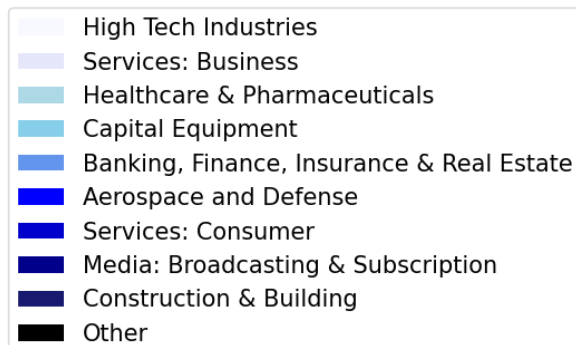 High Tech Industries
Services: Business
Healthcare & Pharmaceuticals
Capital Equipment
Banking, Finance, Insurance & Real Estate
Aerospace and Defense
Services: Consumer
Media: Broadcasting & Subscription
Construction & Building
Other